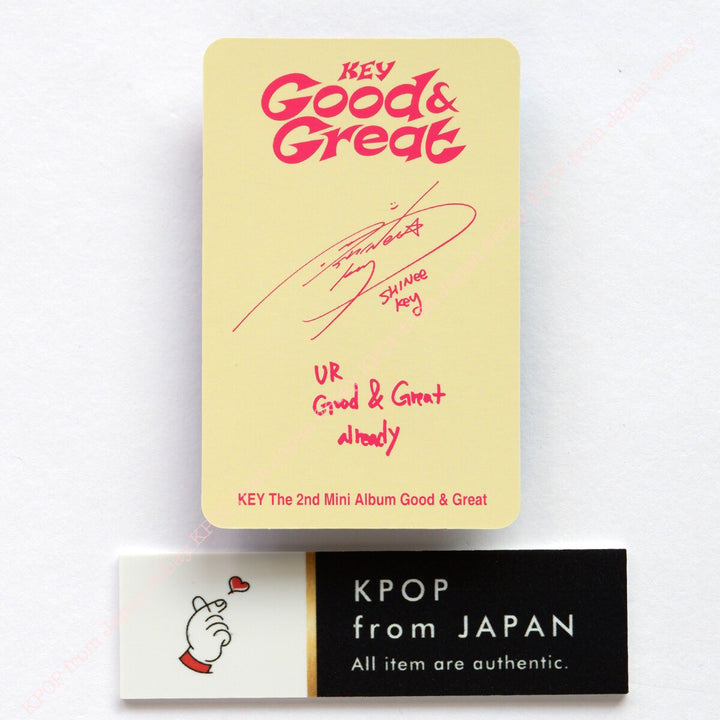 KEY
Good &
Great
SHINee
Key
SHINee
Key
UR
Good & Great
already
KEY The 2nd Mini Album Good & Great
KPOP
from JAPAN
All item are authentic.